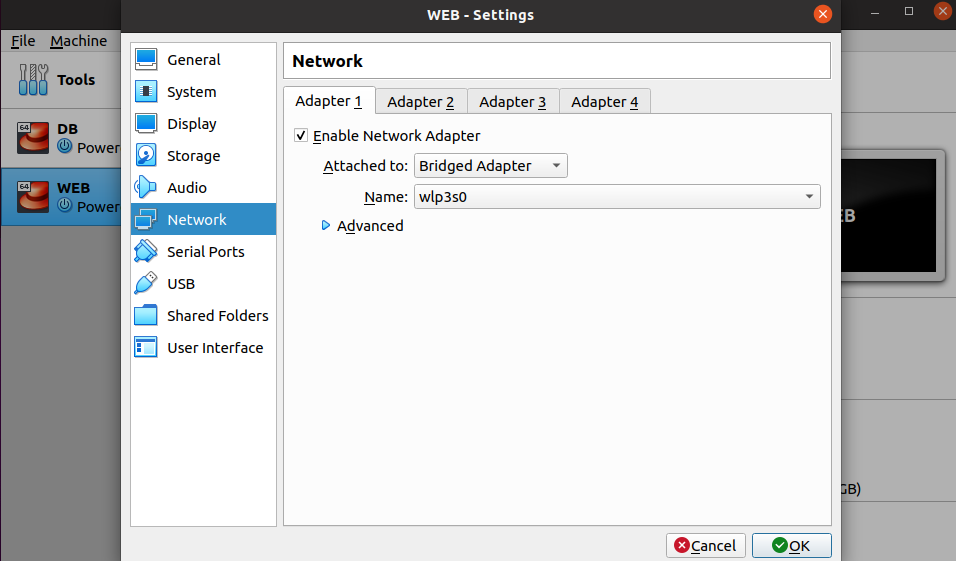 WEB - Settings
File Machine
Tools
64
DB
Power
64
WEB
Power
General
System
Display
Storage
Audio
Network
Serial Ports
USB
Shared Folders
User Interface
Network
Adapter 1 Adapter 2 Adapter 3 Adapter 4
Enable Network Adapter
Attached to: Bridged Adapter
Name: wlp3s0
Advanced
EB
GB)
Cancel OK